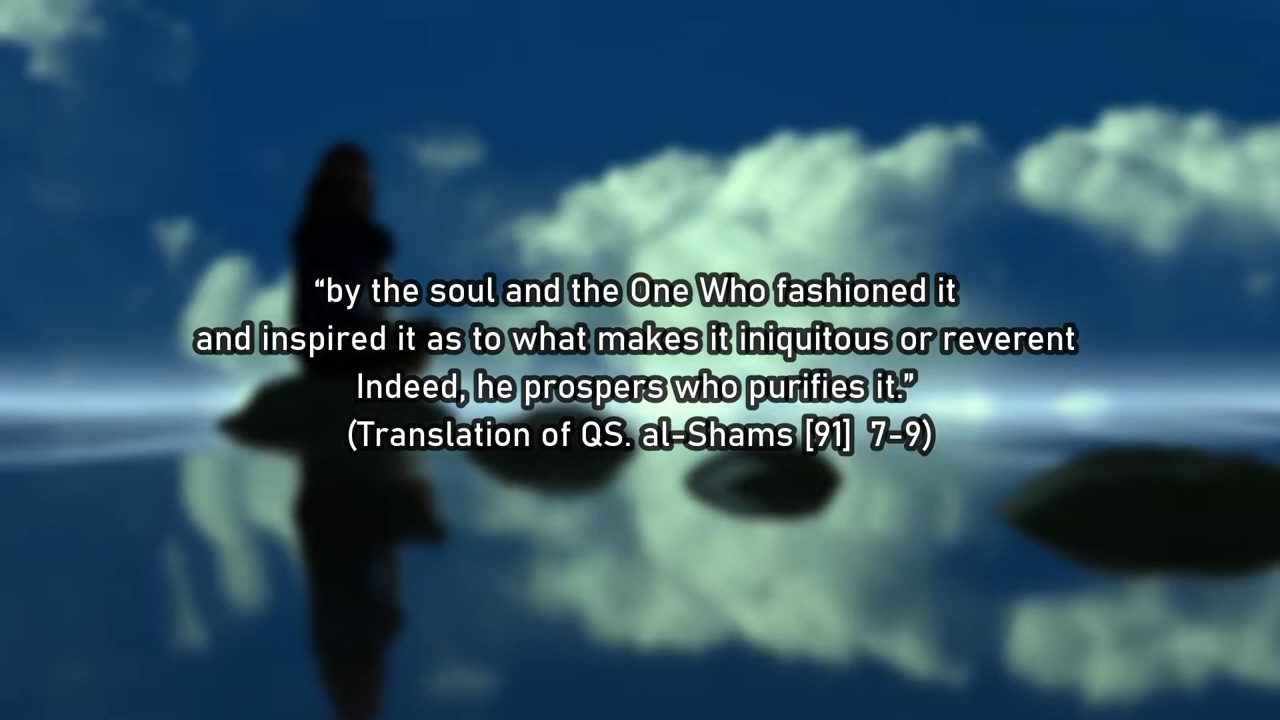 “by the soul and the One Who fashioned it
and inspired it as to what makes it iniquitous or reverent
Indeed, he prospers who purifies it.”
(Translation of QS. al-Shams [91]  7-9)